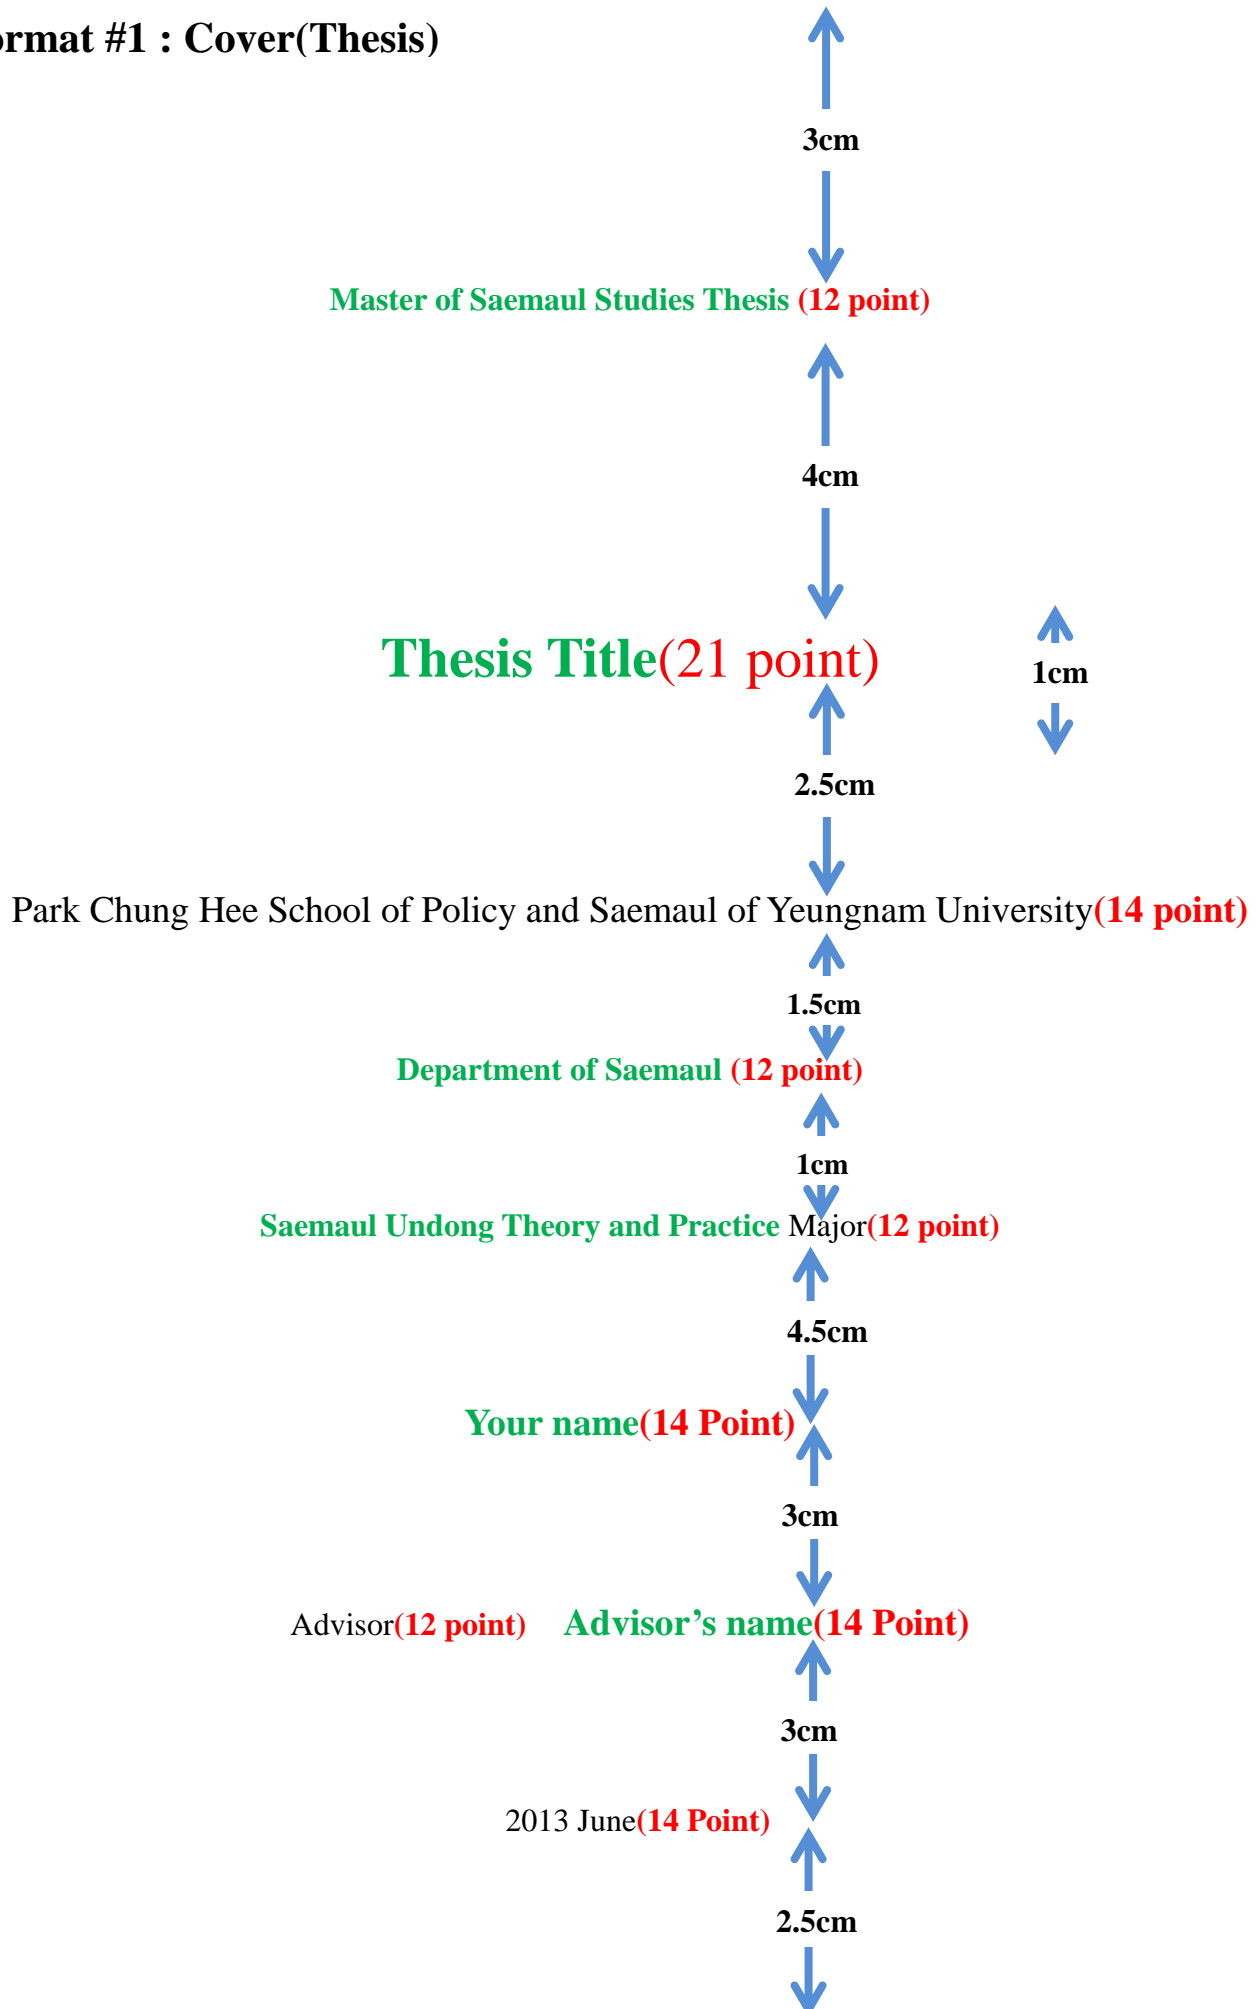 ormat #1 : Cover(Thesis)
3cm
Master of Saemaul Studies Thesis (12 point)
4cm
Thesis Title(21 point)
1cm
2.5cm
Park Chung Hee School of Policy and Saemaul of Yeungnam University(14 point)
1.5cm
Department of Saemaul (12 point)
1cm
Saemaul Undong Theory and Practice Major(12 point)
4.5cm
Your name(14 Point)
3cm
Advisor(12 point) Advisor’s name(14 Point)
3cm
2013 June(14 Point)
2.5cm